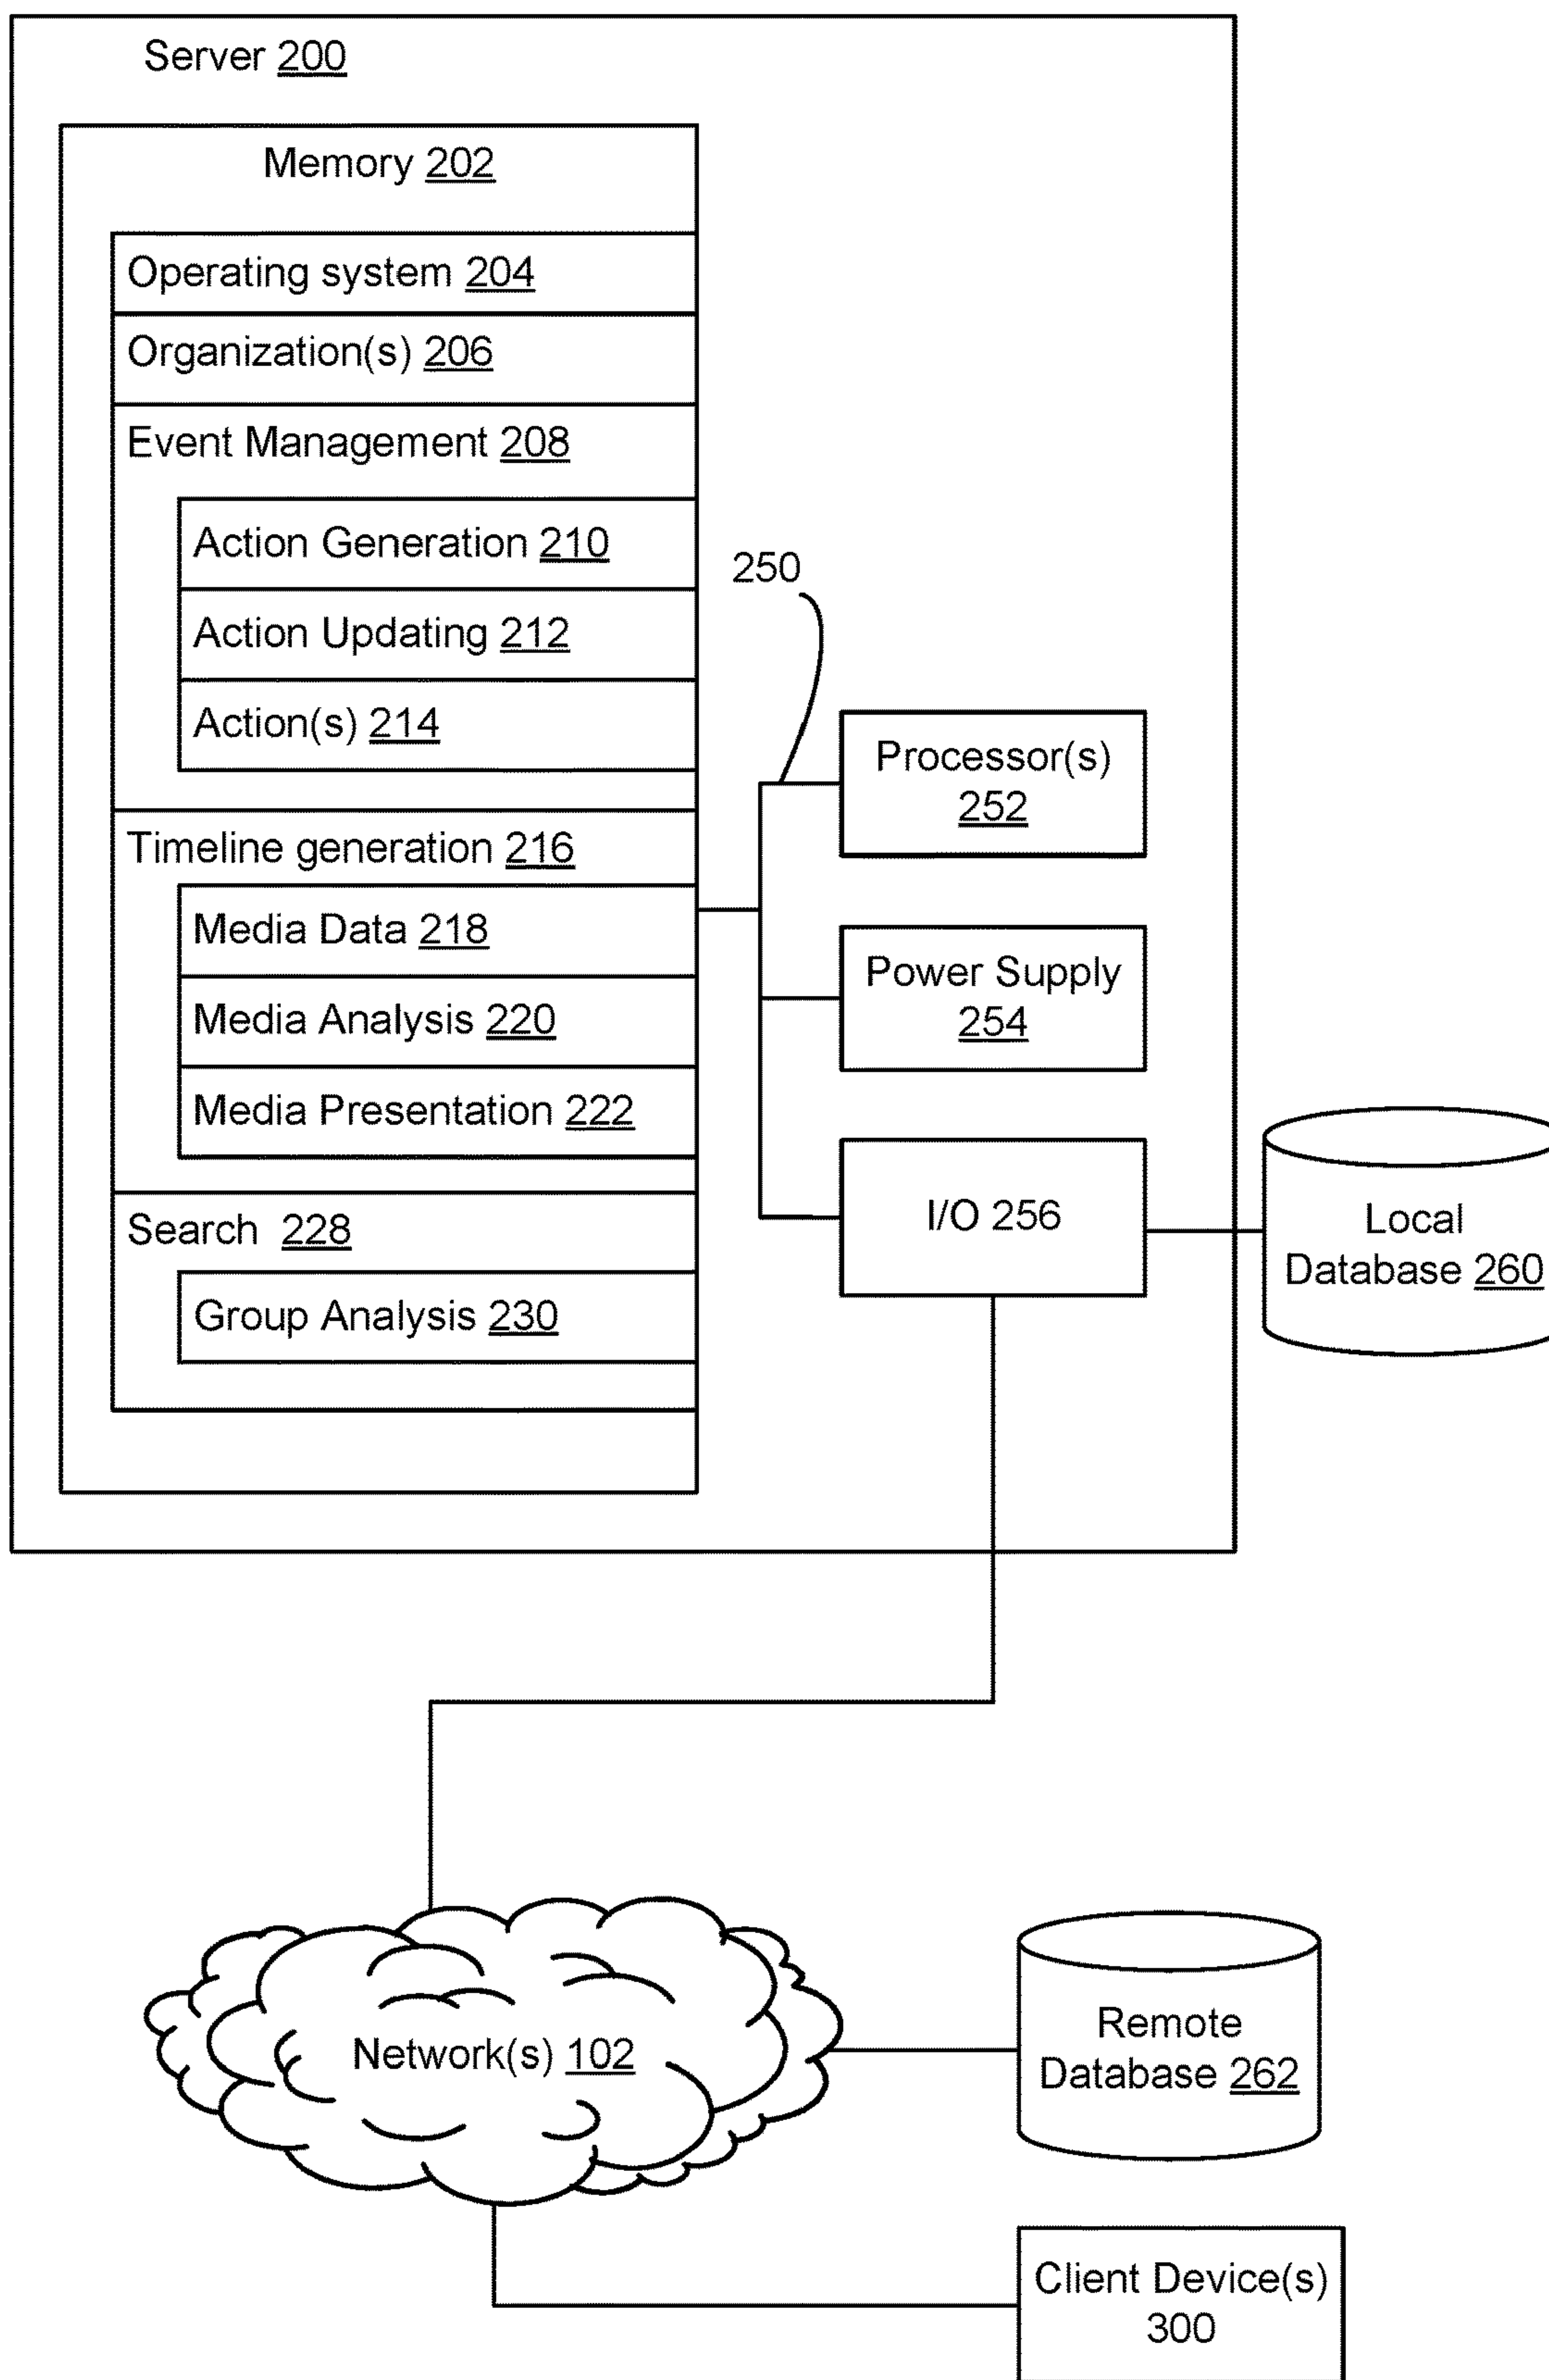 Server 200
Memory 202
Operating system 204
Organization(s) 206
Event Management 208
Action Generation 210
Action Updating 212
Action(s) 214
Timeline generation 216
Media Data 218
Media Analysis 220
Media Presentation 222
Search 228
Group Analysis 230
250
Processor(s)
252
Power Supply
254
I/O 256
Local
Database 260
Network(s) 102
Remote
Database 262
Client Device(s)
300